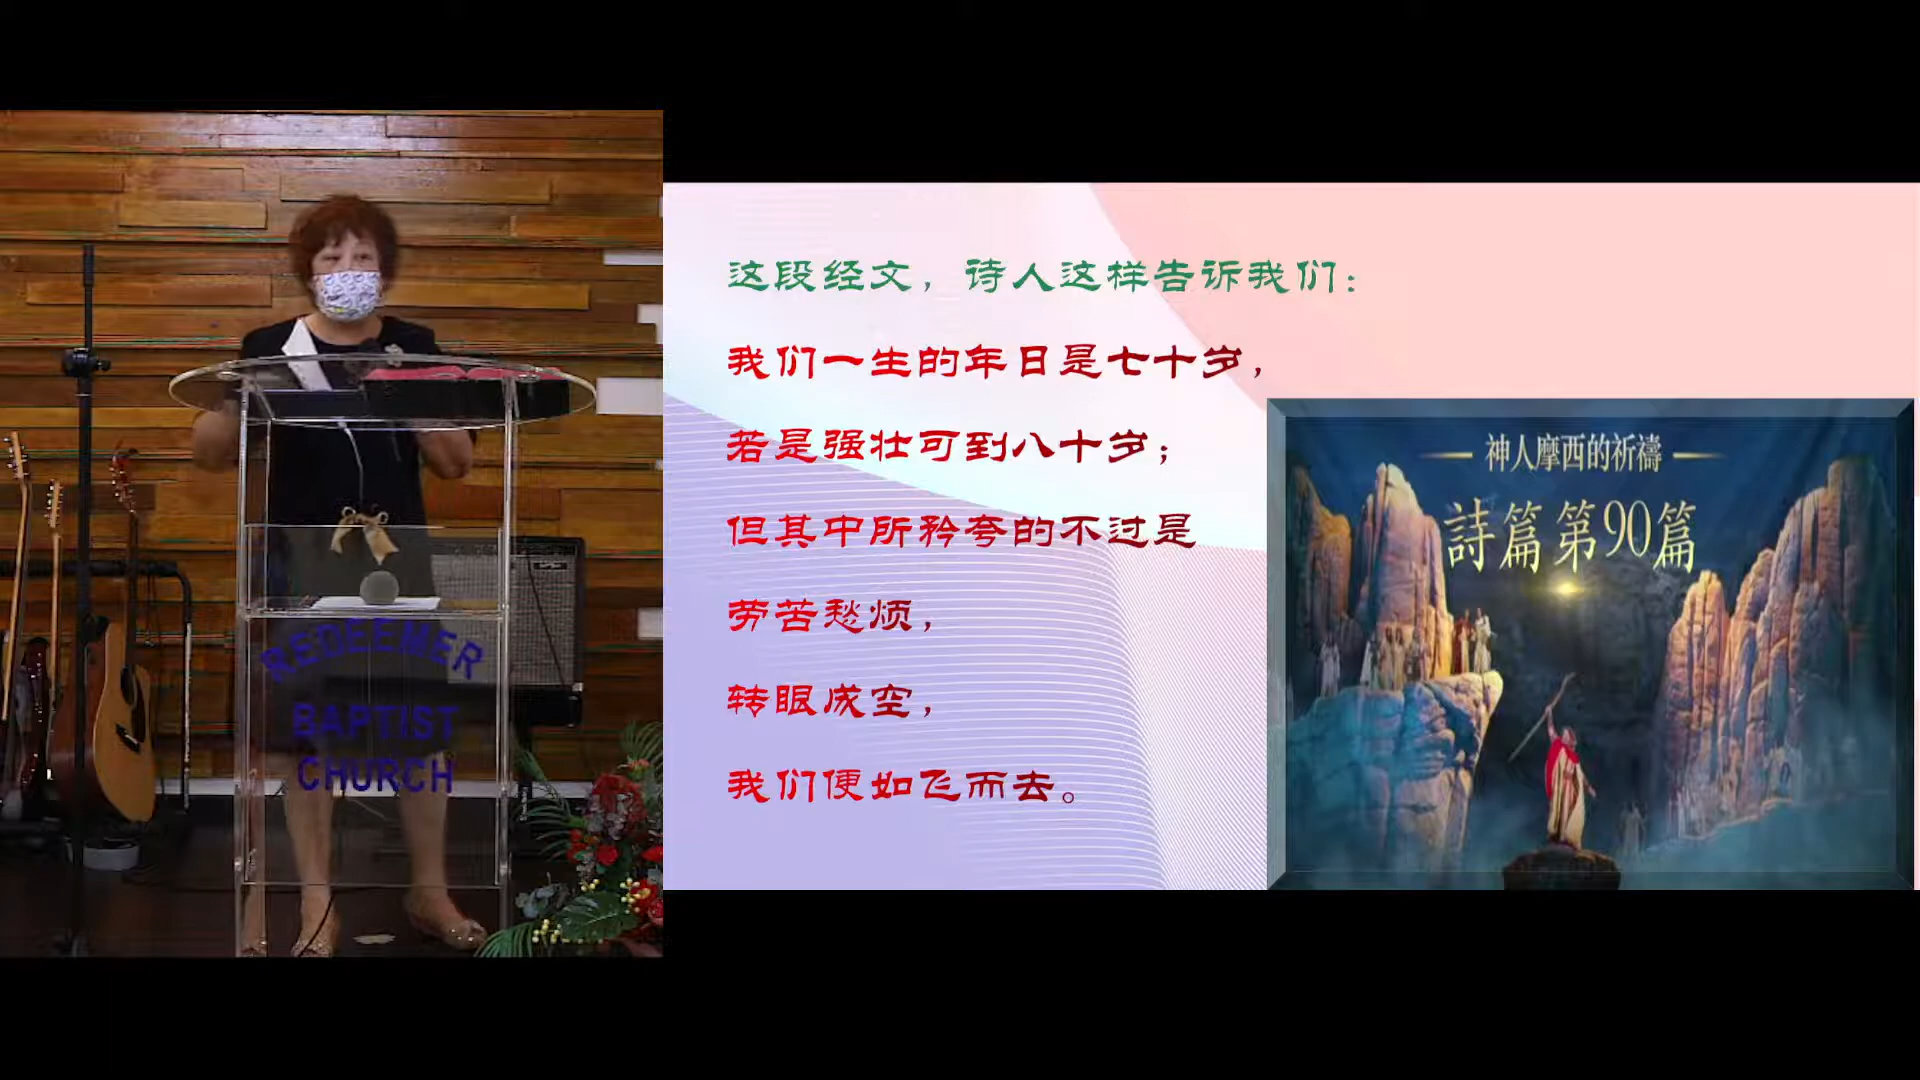 这段经文，诗人这样告诉我们：
我们一生的年日是七十岁，
若是强壮可到八十岁；
但其中所矜夸的不过是
劳苦愁烦，
转眼成空，
我们便如飞而去。
神人摩西的祈禱
詩篇第90篇
REDEEMER
BAPTIST
CHURCH